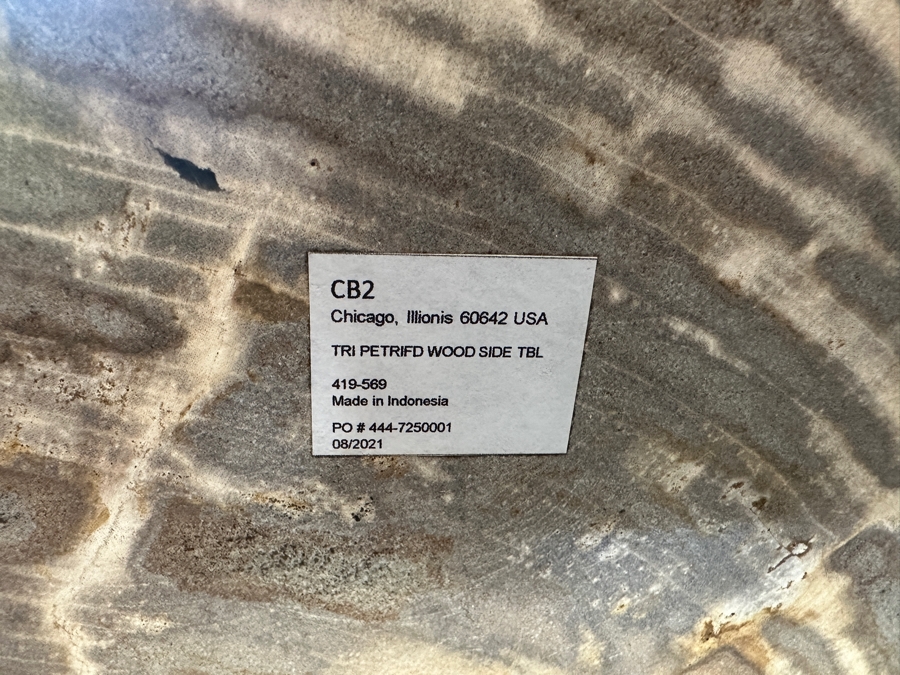 CB2
Chicago, Illionis 60642 USA
TRI PETRIFD WOOD SIDE TBL
419-569
Made in Indonesia
PO # 444-7250001
08/2021